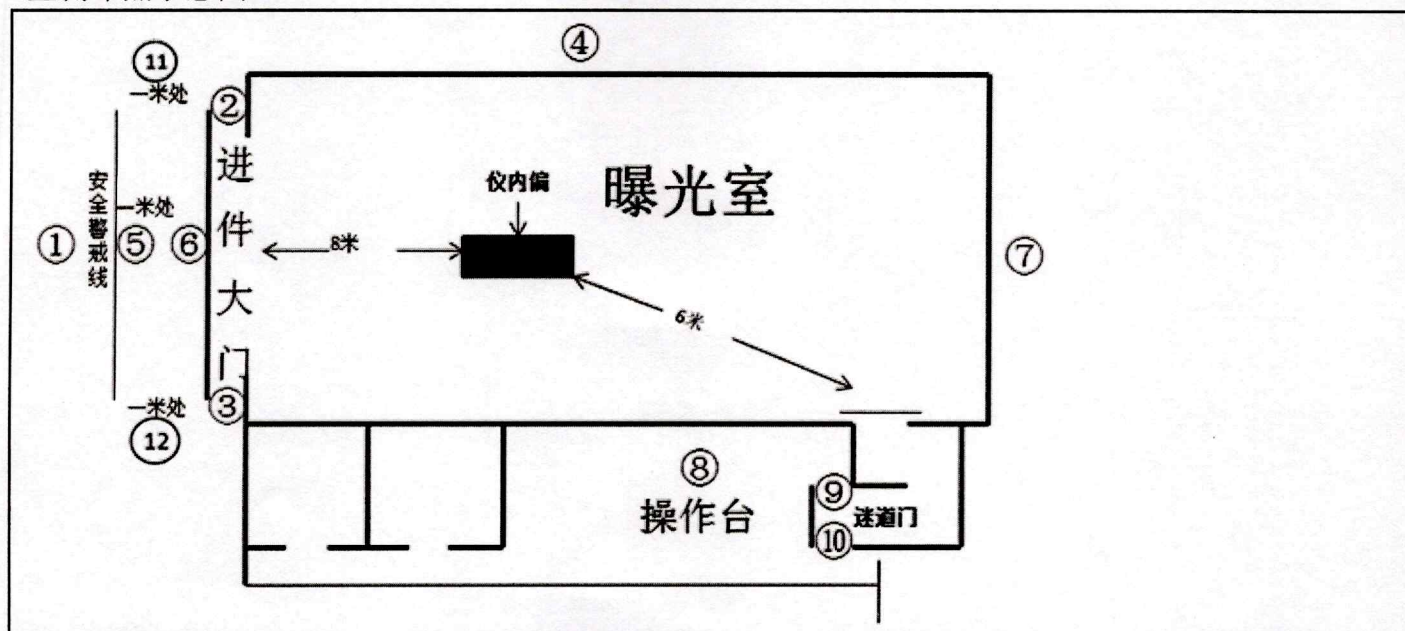 ④
⑪
一米处
②
进件大门
仪内偏
曝光室
安全警戒线
一米处
①
⑤
⑥
8米
⑦
6米
一米处
③
⑫
⑧
操作台
⑨
迷道门
⑩